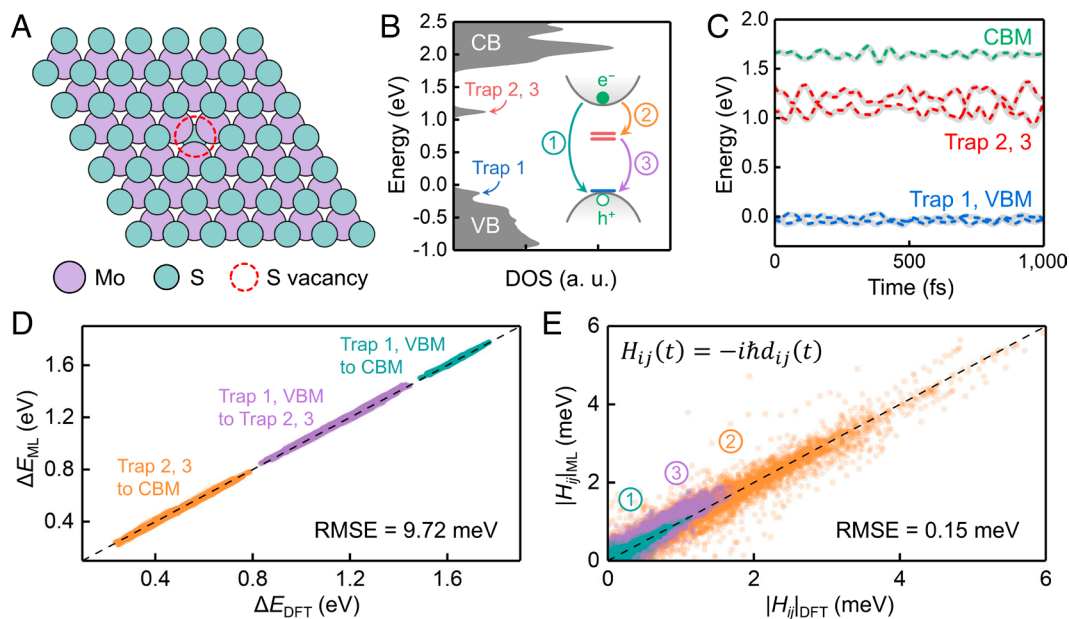 A
Mo
S
S vacancy
B
Energy (eV)
2.5
2.0
1.5
1.0
0.5
0.0
-0.5
-1.0
CB
Trap 2, 3
Trap 1
VB
e⁻
1
2
3
h⁺
DOS (a. u.)
C
Energy (eV)
2.0
1.5
1.0
0.0
CBM
Trap 2, 3
Trap 1, VBM
0
500
1,000
Time (fs)
D
ΔE_ML (eV)
1.6
1.2
0.8
0.4
Trap 1, VBM
to CBM
Trap 1, VBM
to Trap 2, 3
Trap 2, 3
to CBM
RMSE = 9.72 meV
0.4
0.8
1.2
1.6
ΔE_DFT (eV)
E
|H_ij|_ML (meV)
6
4
2
0
H_ij(t) = −iħd_ij(t)
1
3
2
RMSE = 0.15 meV
0
2
4
6
|H_ij|_DFT (meV)